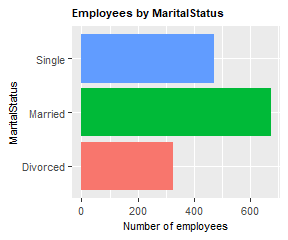 Employees by MaritalStatus
MaritalStatus
Single
Married
Divorced
0 200 400 600
Number of employees